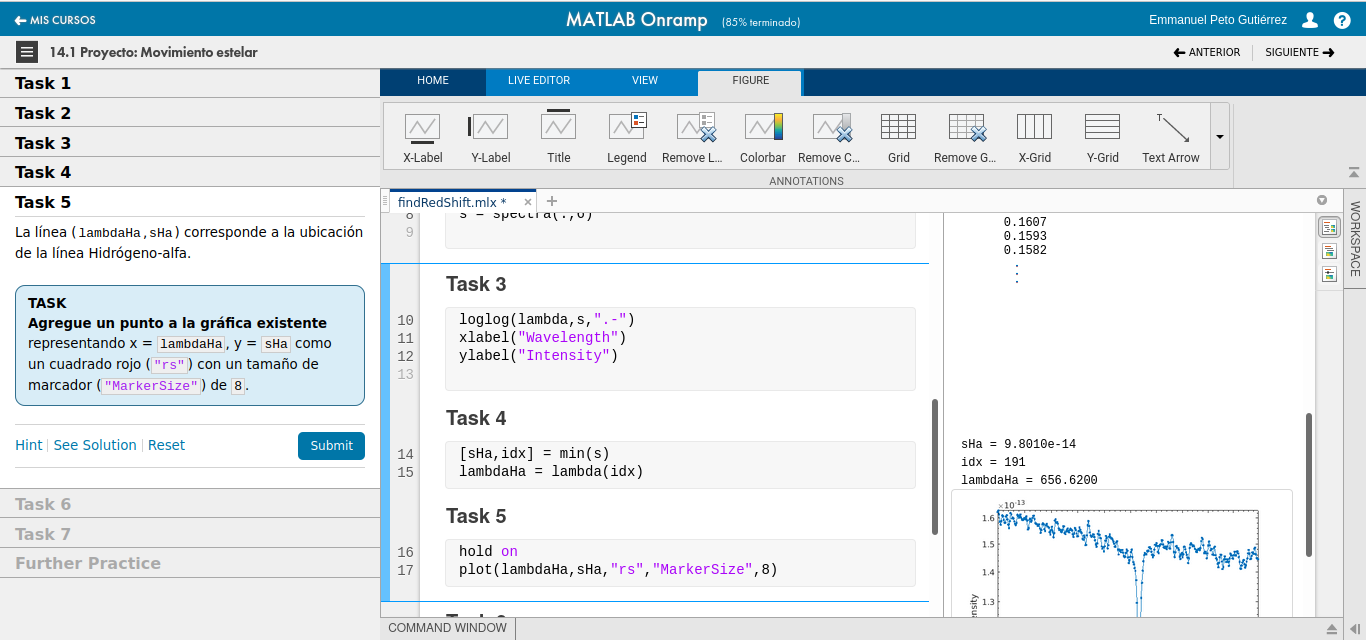 MIS CURSOS
MATLAB Onramp (85% terminado)
Emmanuel Peto Gutiérrez
14.1 Proyecto: Movimiento estelar
ANTERIOR
SIGUIENTE
Task 1
Task 2
Task 3
Task 4
Task 5
La línea (lambdaHa,sHa) corresponde a la ubicación
de la línea Hidrógeno-alfa.
TASK
Agregue un punto a la gráfica existente
representando x = lambdaHa, y = sHa como
un cuadrado rojo ("rs") con un tamaño de
marcador ("MarkerSize") de 8.
Hint
See Solution
Reset
Submit
Task 6
Task 7
Further Practice
HOME
LIVE EDITOR
VIEW
FIGURE
X-Label
Y-Label
Title
Legend
Remove L...
Colorbar
Remove C...
Grid
Remove G...
X-Grid
Y-Grid
Text Arrow
ANNOTATIONS
findRedShift.mlx *
WORKSPACE
8 s = spectra(:,6)
9
Task 3
10 loglog(lambda,s,".-")
11 xlabel("Wavelength")
12 ylabel("Intensity")
13
Task 4
14 [sHa,idx] = min(s)
15 lambdaHa = lambda(idx)
Task 5
16 hold on
17 plot(lambdaHa,sHa,"rs","MarkerSize",8)
0.1607
0.1593
0.1582
sHa = 9.8010e-14
idx = 191
lambdaHa = 656.6200
×10-13
1.6
1.5
1.4
1.3
COMMAND WINDOW